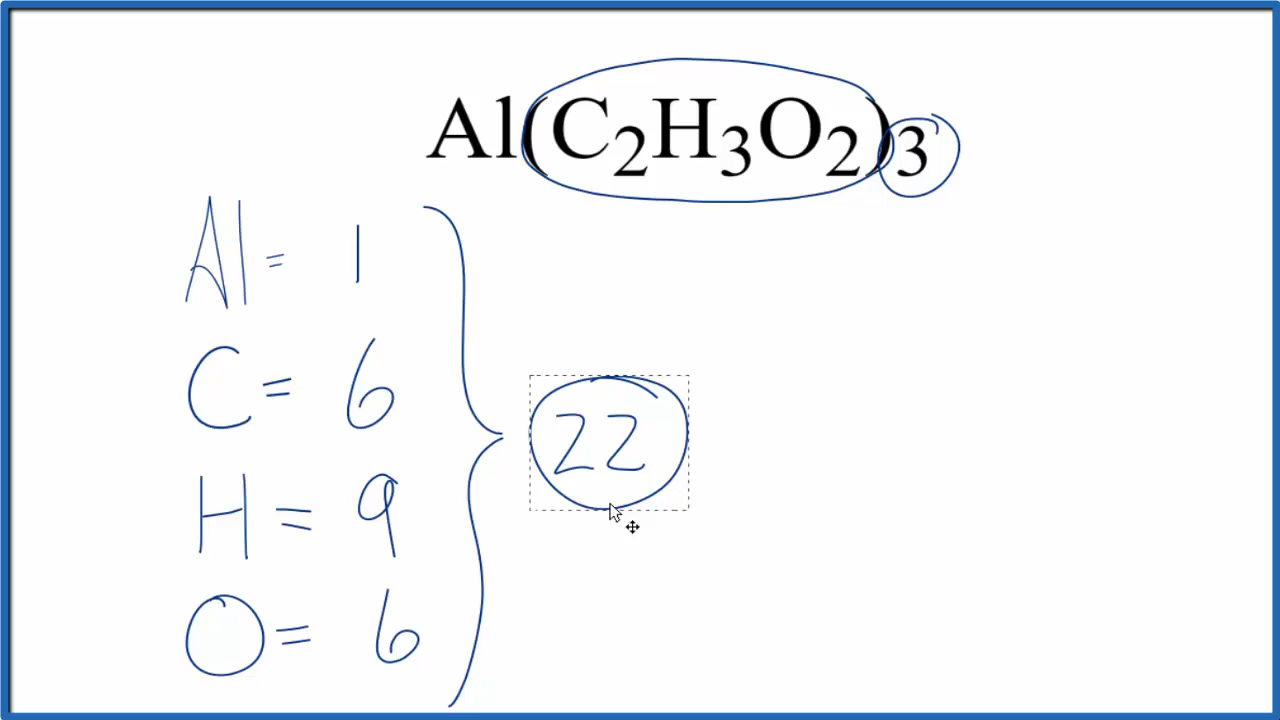 Al(C2H3O2)3
Al = 1
C = 6
H = 9
22
O = 6